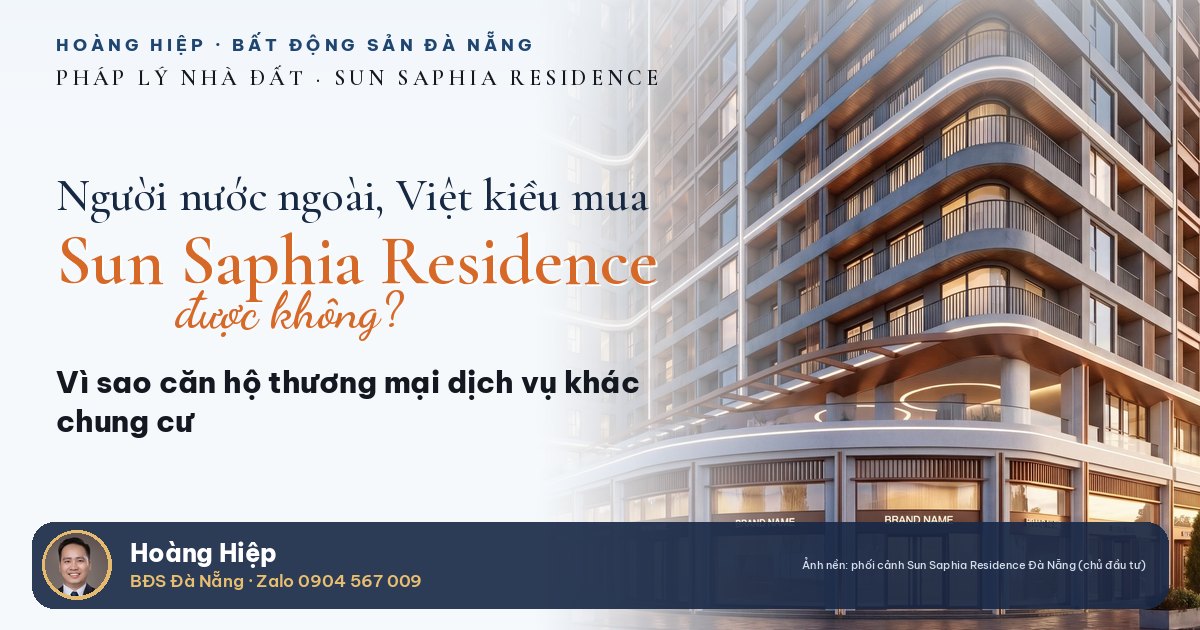 HOÀNG HIỆP · BẤT ĐỘNG SẢN ĐÀ NẴNG
PHÁP LÝ NHÀ ĐẤT · SUN SAPHIA RESIDENCE
Người nước ngoài, Việt kiều mua
Sun Saphia Residence
được không?
Vì sao căn hộ thương mại dịch vụ khác
chung cư
BRAND NAME
BRAND NAME
Hoàng Hiệp
BĐS Đà Nẵng · Zalo 0904 567 009
Ảnh nền: phối cảnh Sun Saphia Residence Đà Nẵng (chủ đầu tư)